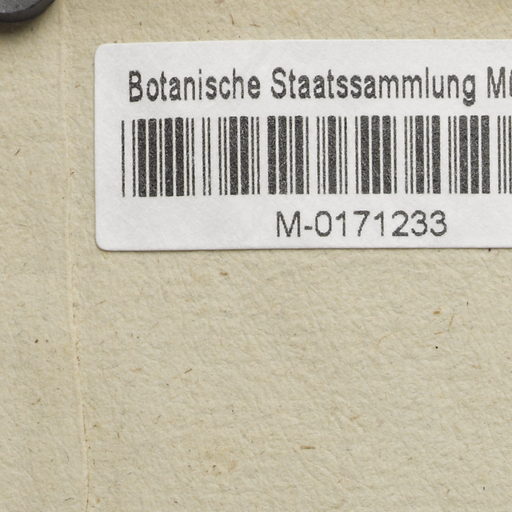 Botanische Staatssammlung
M-0171233